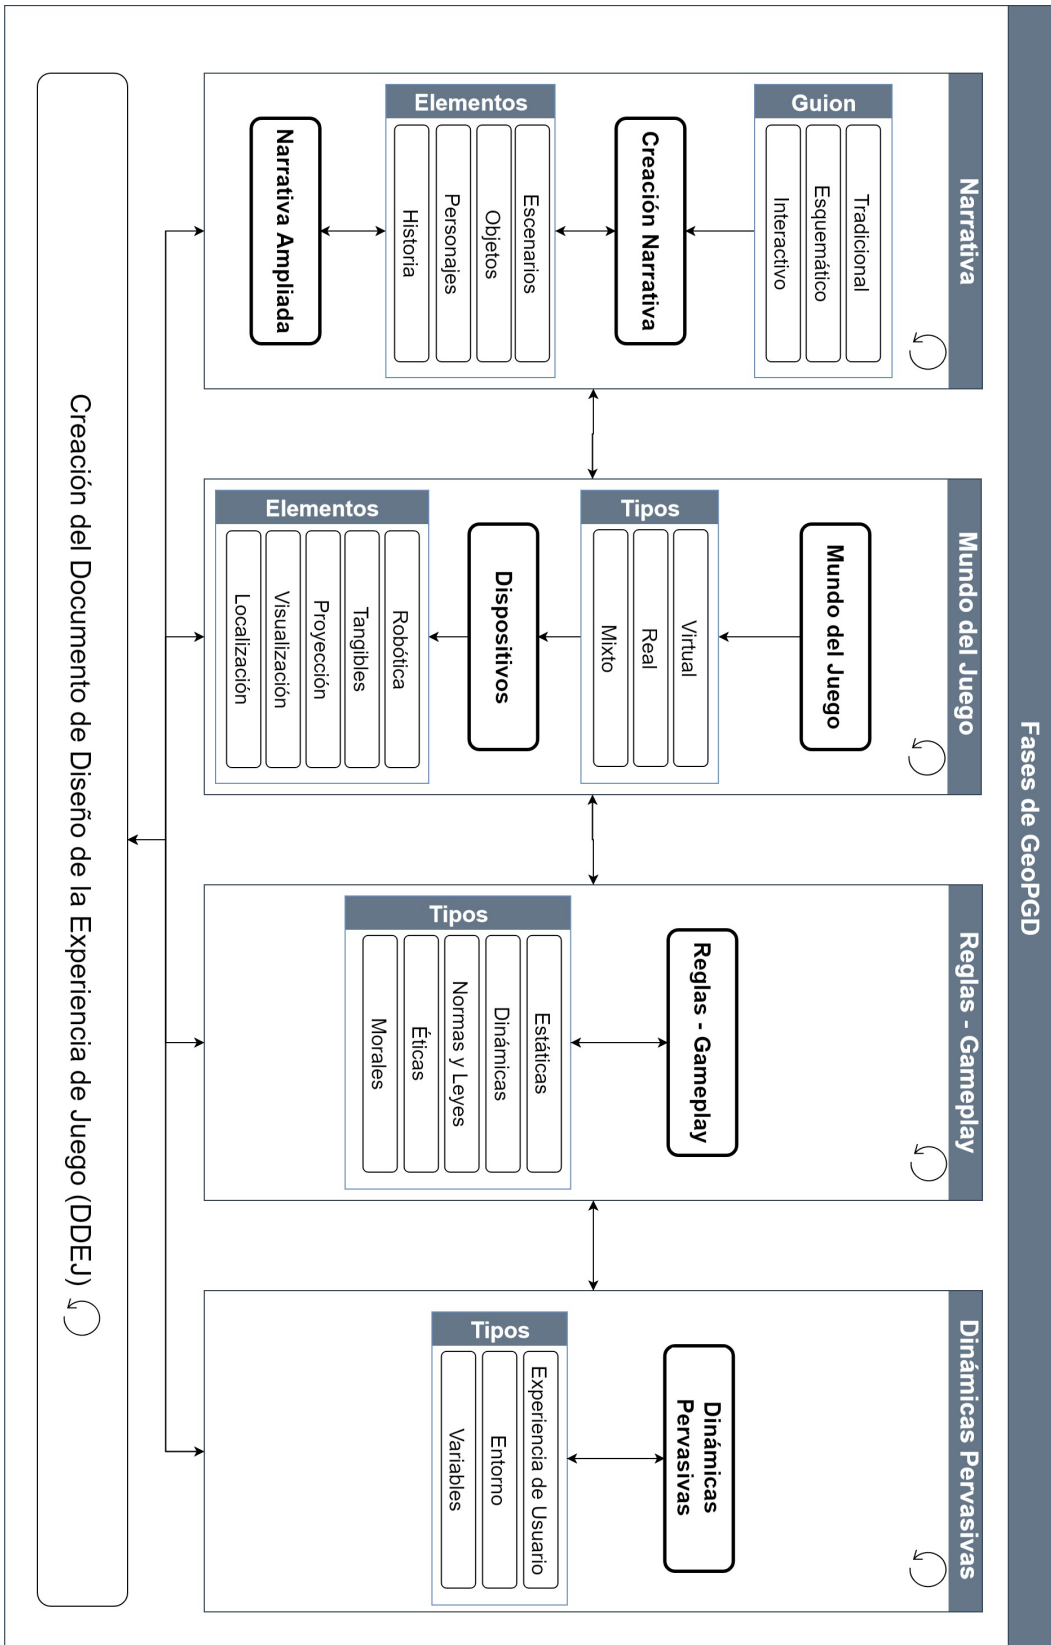 Fases de GeoPGD
Narrativa
Guion
Tradicional
Esquemático
Interactivo
Creación Narrativa
Elementos
Escenarios
Objetos
Personajes
Historia
Narrativa Ampliada
Mundo del Juego
Mundo del Juego
Tipos
Virtual
Real
Mixto
Dispositivos
Elementos
Robótica
Tangibles
Proyección
Visualización
Localización
Reglas - Gameplay
Reglas - Gameplay
Tipos
Estáticas
Dinámicas
Normas y Leyes
Éticas
Morales
Dinámicas Pervasivas
Dinámicas
Pervasivas
Tipos
Experiencia de Usuario
Entorno
Variables
Creación del Documento de Diseño de la Experiencia de Juego (DDEJ)